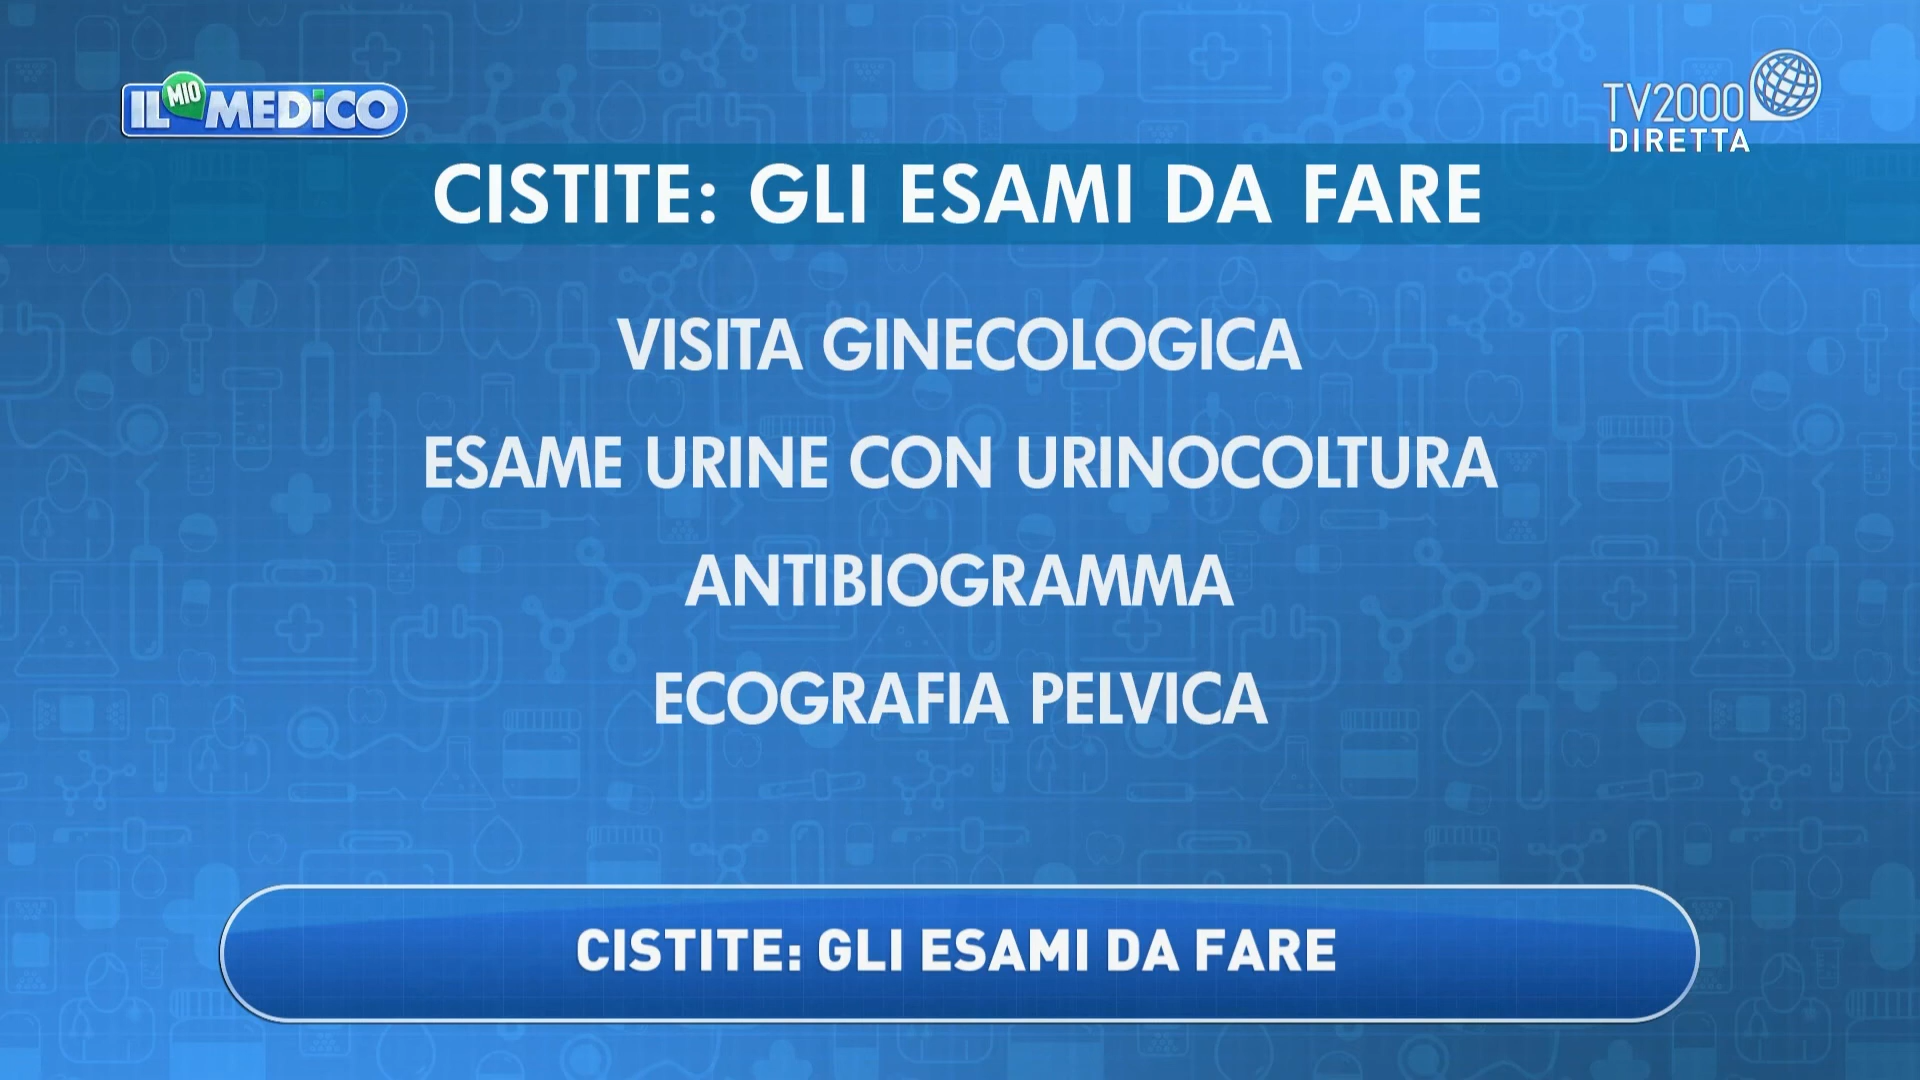 IL MIO MEDICO
TV2000
DIRETTA
CISTITE: GLI ESAMI DA FARE
VISITA GINECOLOGICA
ESAME URINE CON URINOCOLTURA
ANTIBIOGRAMMA
ECOGRAFIA PELVICA
CISTITE: GLI ESAMI DA FARE